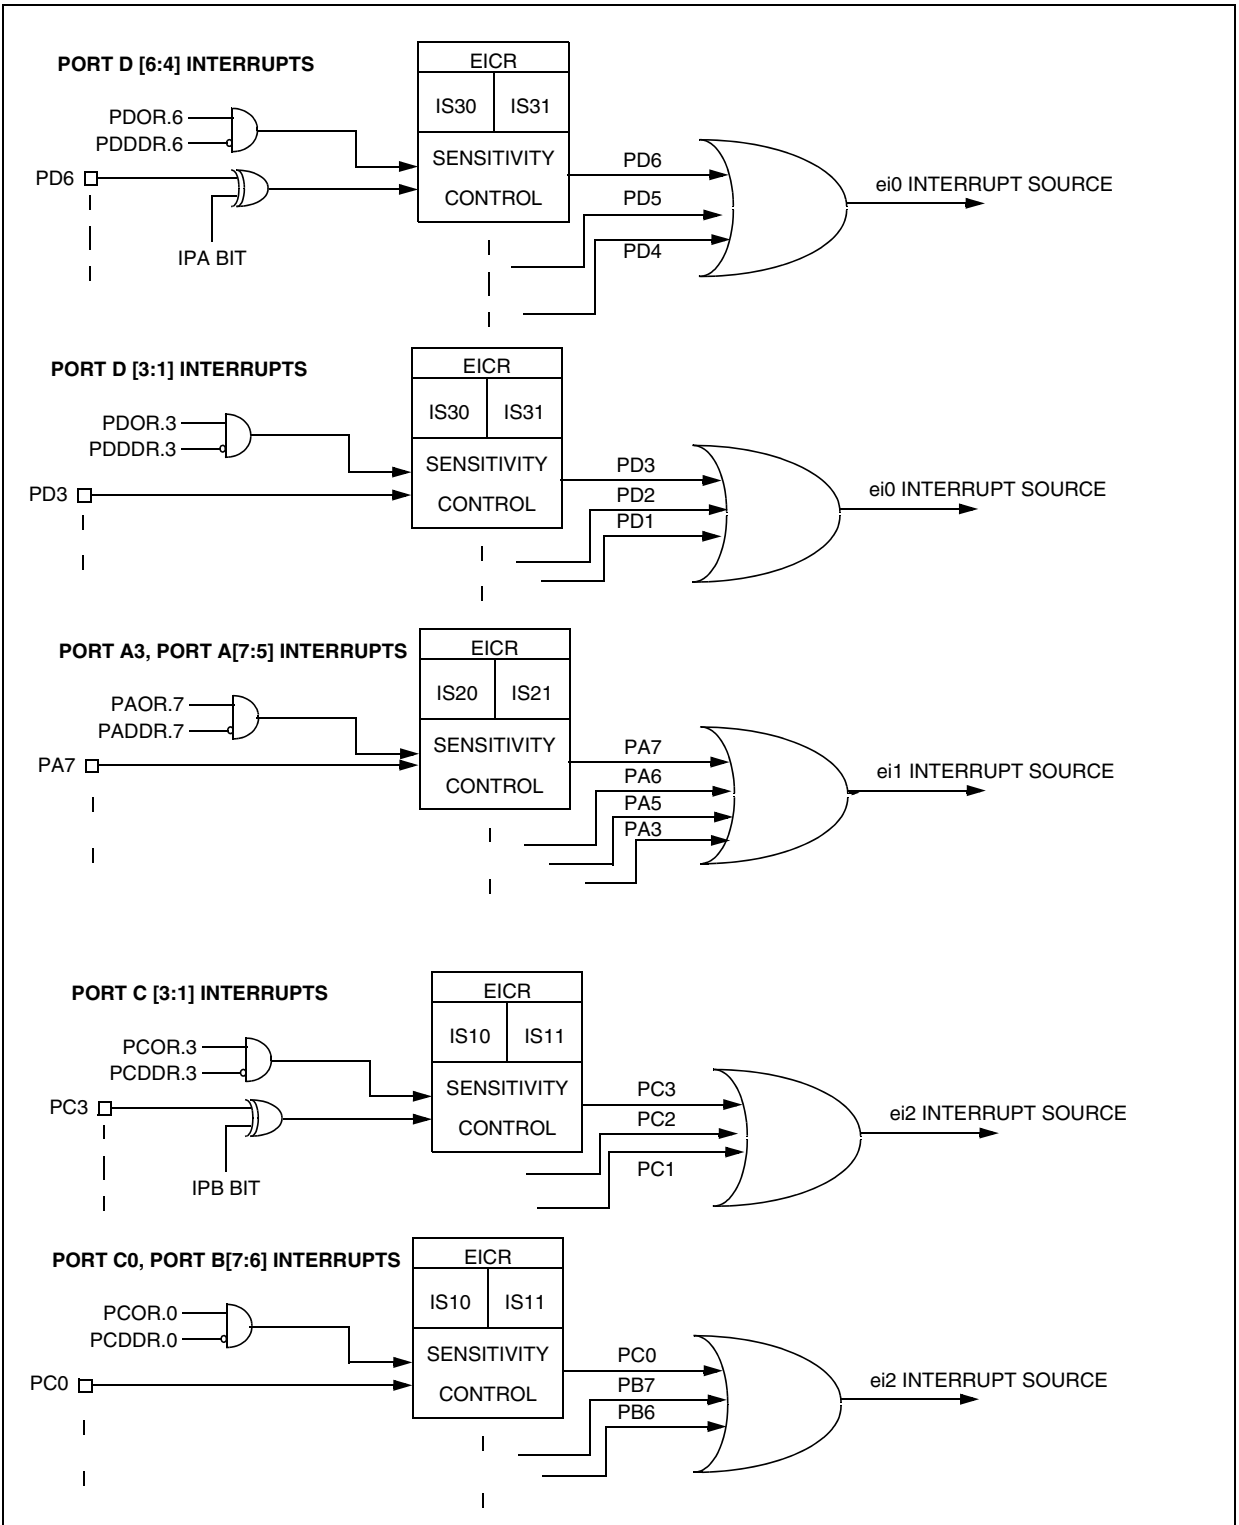 PORT D [6:4] INTERRUPTS
EICR
IS30 IS31
PDOR.6
PDDDR.6
SENSITIVITY
CONTROL
PD6
IPA BIT
PD6
PD5
PD4
ei0 INTERRUPT SOURCE
PORT D [3:1] INTERRUPTS
EICR
IS30 IS31
PDOR.3
PDDDR.3
SENSITIVITY
CONTROL
PD3
PD3
PD2
PD1
ei0 INTERRUPT SOURCE
PORT A3, PORT A[7:5] INTERRUPTS
EICR
IS20 IS21
PAOR.7
PADDR.7
SENSITIVITY
CONTROL
PA7
PA7
PA6
PA5
PA3
ei1 INTERRUPT SOURCE
PORT C [3:1] INTERRUPTS
EICR
IS10 IS11
PCOR.3
PCDDR.3
SENSITIVITY
CONTROL
PC3
IPB BIT
PC3
PC2
PC1
ei2 INTERRUPT SOURCE
PORT C0, PORT B[7:6] INTERRUPTS
EICR
IS10 IS11
PCOR.0
PCDDR.0
SENSITIVITY
CONTROL
PC0
PC0
PB7
PB6
ei2 INTERRUPT SOURCE